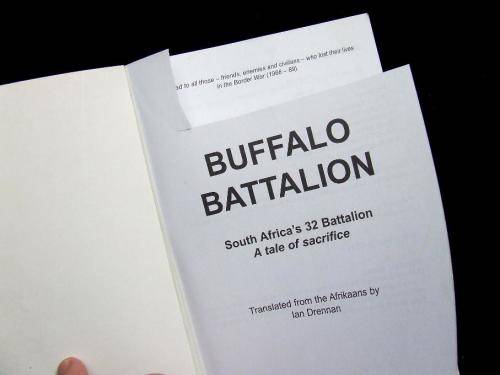 ed to all those – friends, enemies and civilians – who lost their lives
in the Border War (1966 – 89)
BUFFALO
BATTALION
South Africa's 32 Battalion
A tale of sacrifice
Translated from the Afrikaans by
Ian Drennan